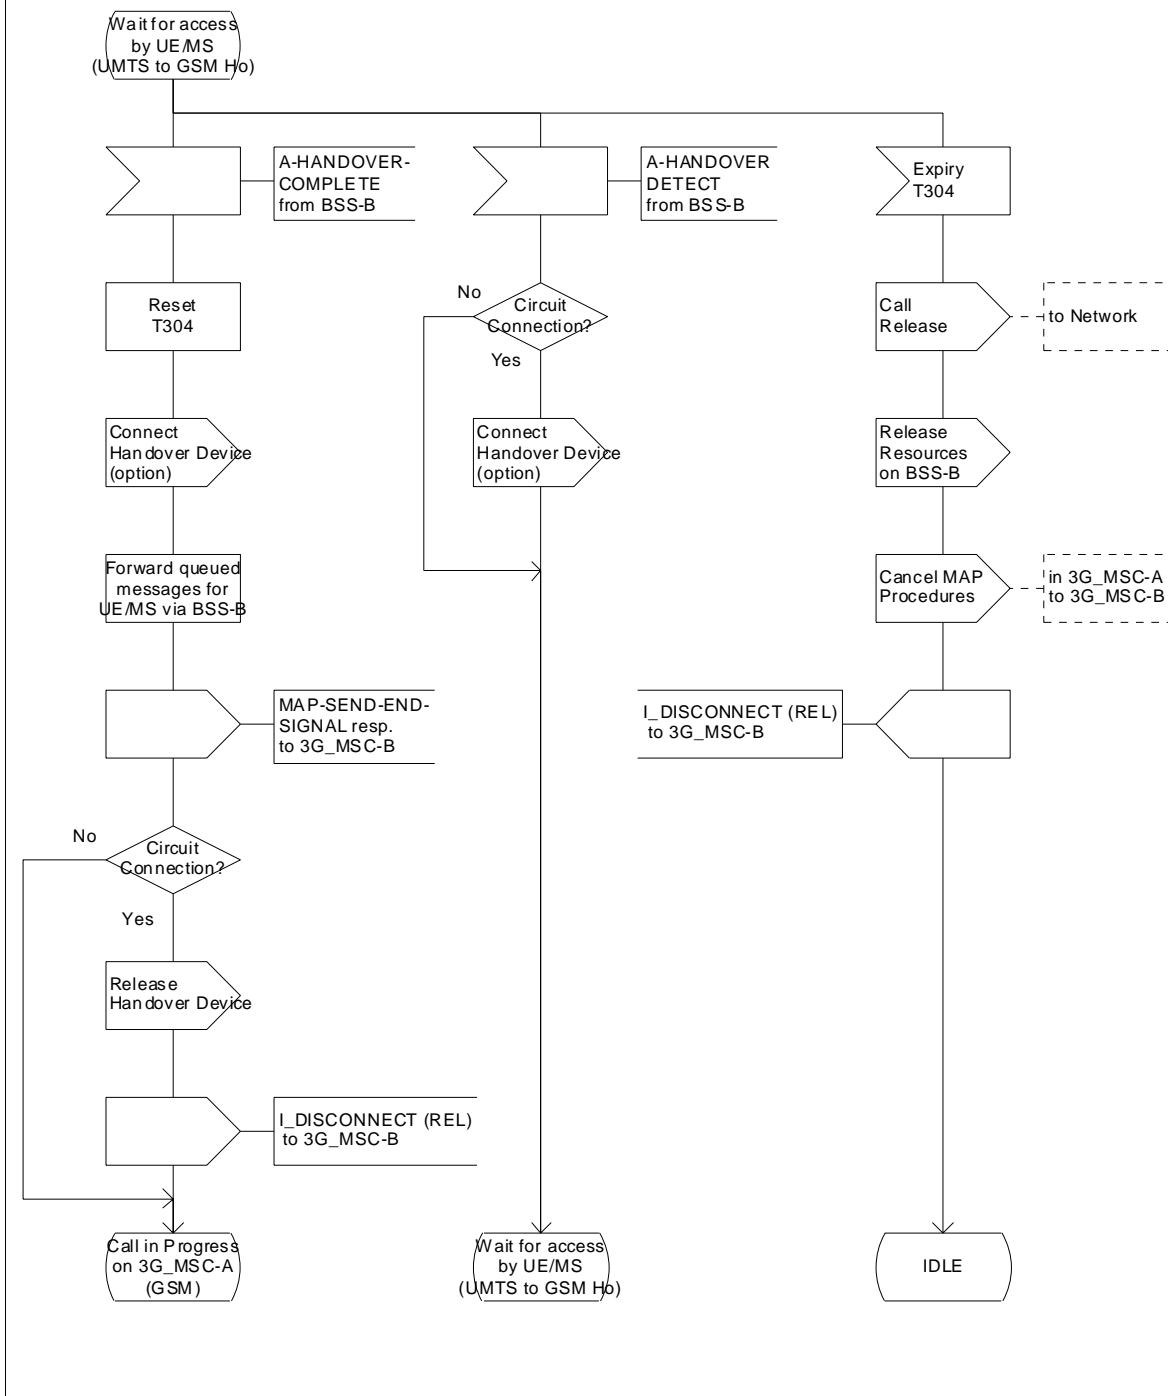 Wait for access
by UE/MS
(UMTS to GSM Ho)
A-HANDOVER-
COMPLETE
from BSS-B
A-HANDOVER
DETECT
from BSS-B
Expiry
T304
Reset
T304
No
Circuit
Connection?
Yes
Call
Release
to Network
Connect
Handover Device
(option)
Connect
Handover Device
(option)
Release
Resources
on BSS-B
Forward queued
messages for
UE/MS via BSS-B
Cancel MAP
Procedures
in 3G_MSC-A
to 3G_MSC-B
MAP-SEND-END-
SIGNAL resp.
to 3G_MSC-B
I_DISCONNECT (REL)
to 3G_MSC-B
No
Circuit
Connection?
Yes
Release
Handover Device
I_DISCONNECT (REL)
to 3G_MSC-B
Call in Progress
on 3G_MSC-A
(GSM)
Wait for access
by UE/MS
(UMTS to GSM Ho)
IDLE